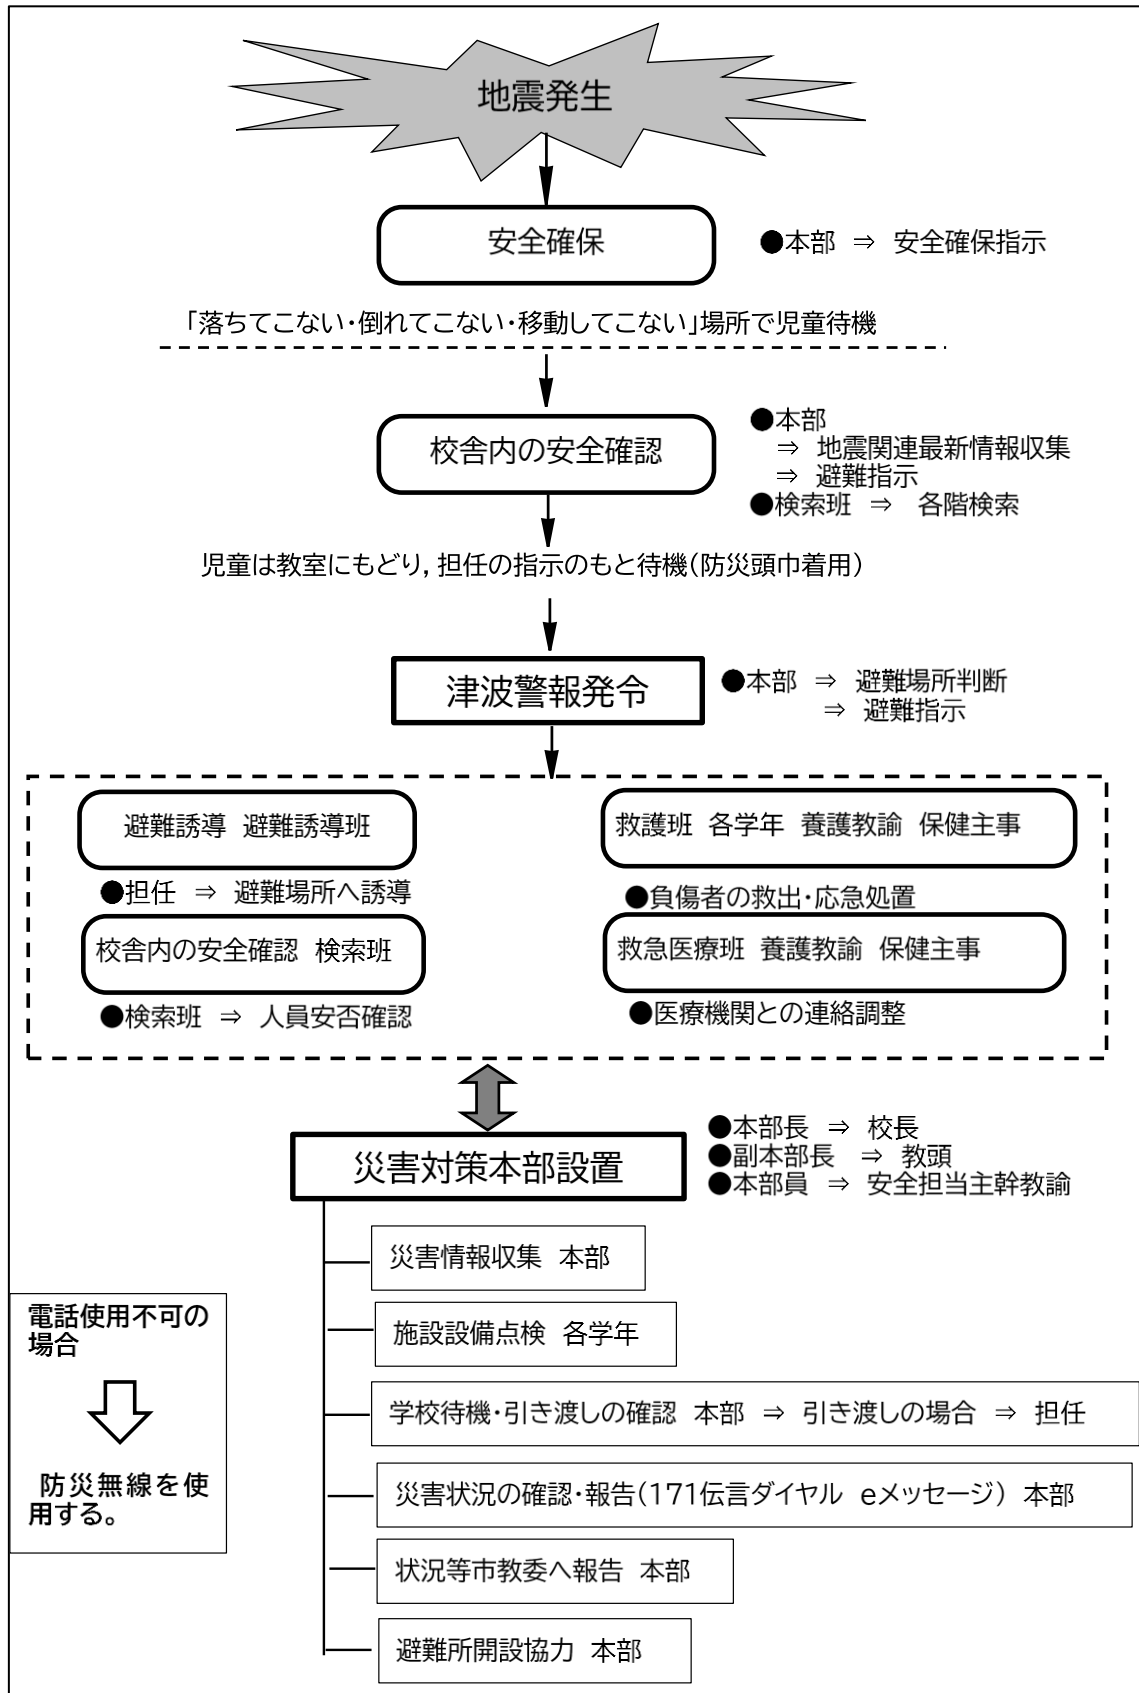 地震発生
安全確保
●本部 ⇒ 安全確保指示
「落ちてこない・倒れてこない・移動してこない」場所で児童待機
校舎内の安全確認
●本部
⇒ 地震関連最新情報収集
⇒ 避難指示
●検索班 ⇒ 各階検索
児童は教室にもどり，担任の指示のもと待機（防災頭巾着用）
津波警報発令
●本部 ⇒ 避難場所判断
⇒ 避難指示
避難誘導 避難誘導班
●担任 ⇒ 避難場所へ誘導
校舎内の安全確認 検索班
●検索班 ⇒ 人員安否確認
救護班 各学年 養護教諭 保健主事
●負傷者の救出・応急処置
救急医療班 養護教諭 保健主事
●医療機関との連絡調整
災害対策本部設置
●本部長 ⇒ 校長
●副本部長 ⇒ 教頭
●本部員 ⇒ 安全担当主幹教諭
災害情報収集 本部
施設設備点検 各学年
学校待機・引き渡しの確認 本部 ⇒ 引き渡しの場合 ⇒ 担任
災害状況の確認・報告（171伝言ダイヤル eメッセージ） 本部
状況等市教委へ報告 本部
避難所開設協力 本部
電話使用不可の
場合
防災無線を使
用する。